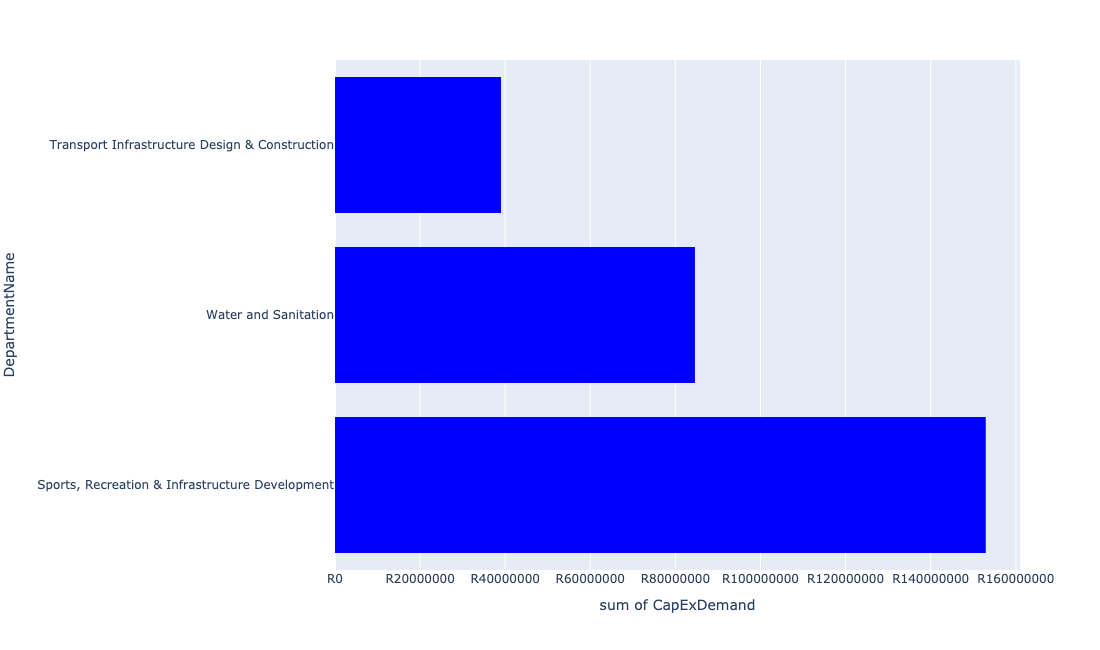 DepartmentName
Transport Infrastructure Design & Construction
Water and Sanitation
Sports, Recreation & Infrastructure Development
R0 R20000000 R40000000 R60000000 R80000000 R100000000 R120000000 R140000000 R160000000
sum of CapExDemand